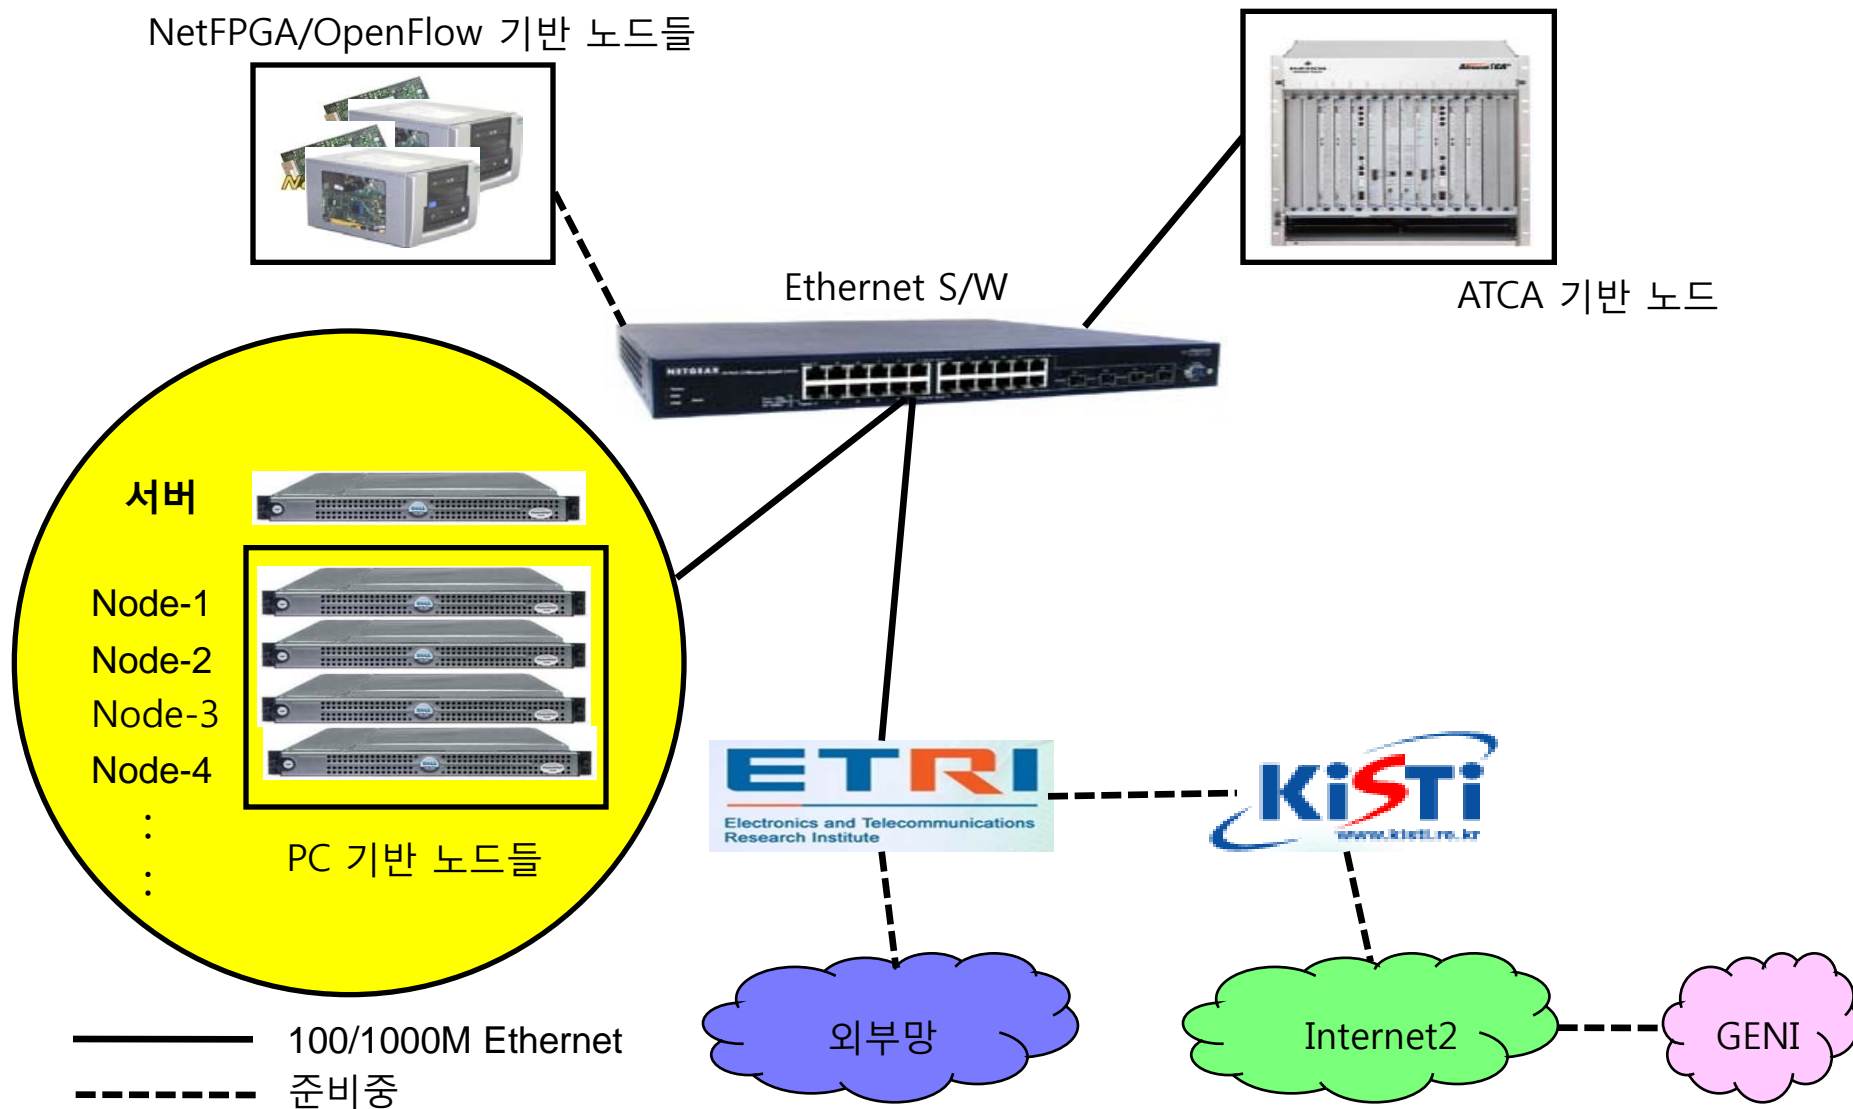 NetFPGA/OpenFlow 기반 노드들
Ethernet S/W
ATCA 기반 노드
NETGEAR
서버
Node-1
Node-2
Node-3
Node-4
:
:
PC 기반 노드들
ETRI
Electronics and Telecommunications
Research Institute
KiSTi
www.kisti.re.kr
외부망
Internet2
GENI
100/1000M Ethernet
준비중